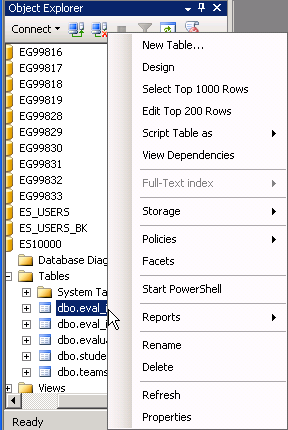 Object Explorer
Connect
EG99816
EG99817
EG99818
EG99819
EG99828
EG99829
EG99830
EG99831
EG99832
EG99833
ES_USERS
ES_USERS_BK
ES10000
Database Diag
Tables
System Ta
dbo.eval_
dbo.eval_
dbo.evalua
dbo.stude
dbo.teams
Views
Ready
New Table...
Design
Select Top 1000 Rows
Edit Top 200 Rows
Script Table as
View Dependencies
Full-Text index
Storage
Policies
Facets
Start PowerShell
Reports
Rename
Delete
Refresh
Properties